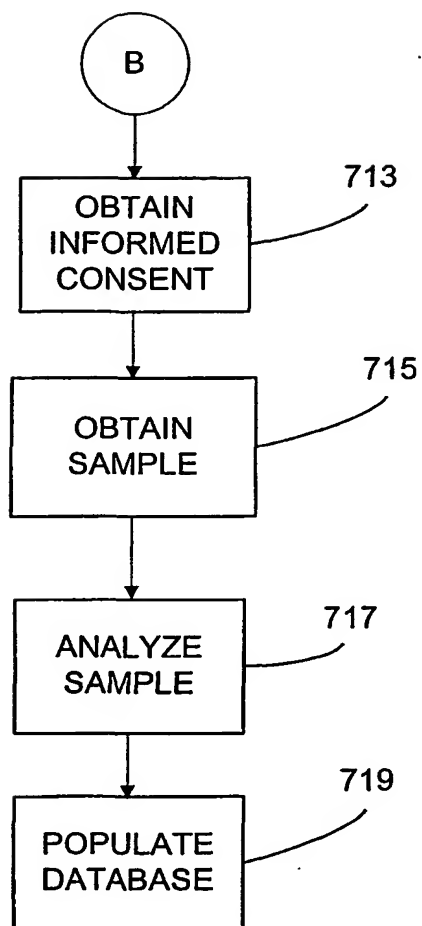 B
713
OBTAIN
INFORMED
CONSENT
715
OBTAIN
SAMPLE
717
ANALYZE
SAMPLE
719
POPULATE
DATABASE